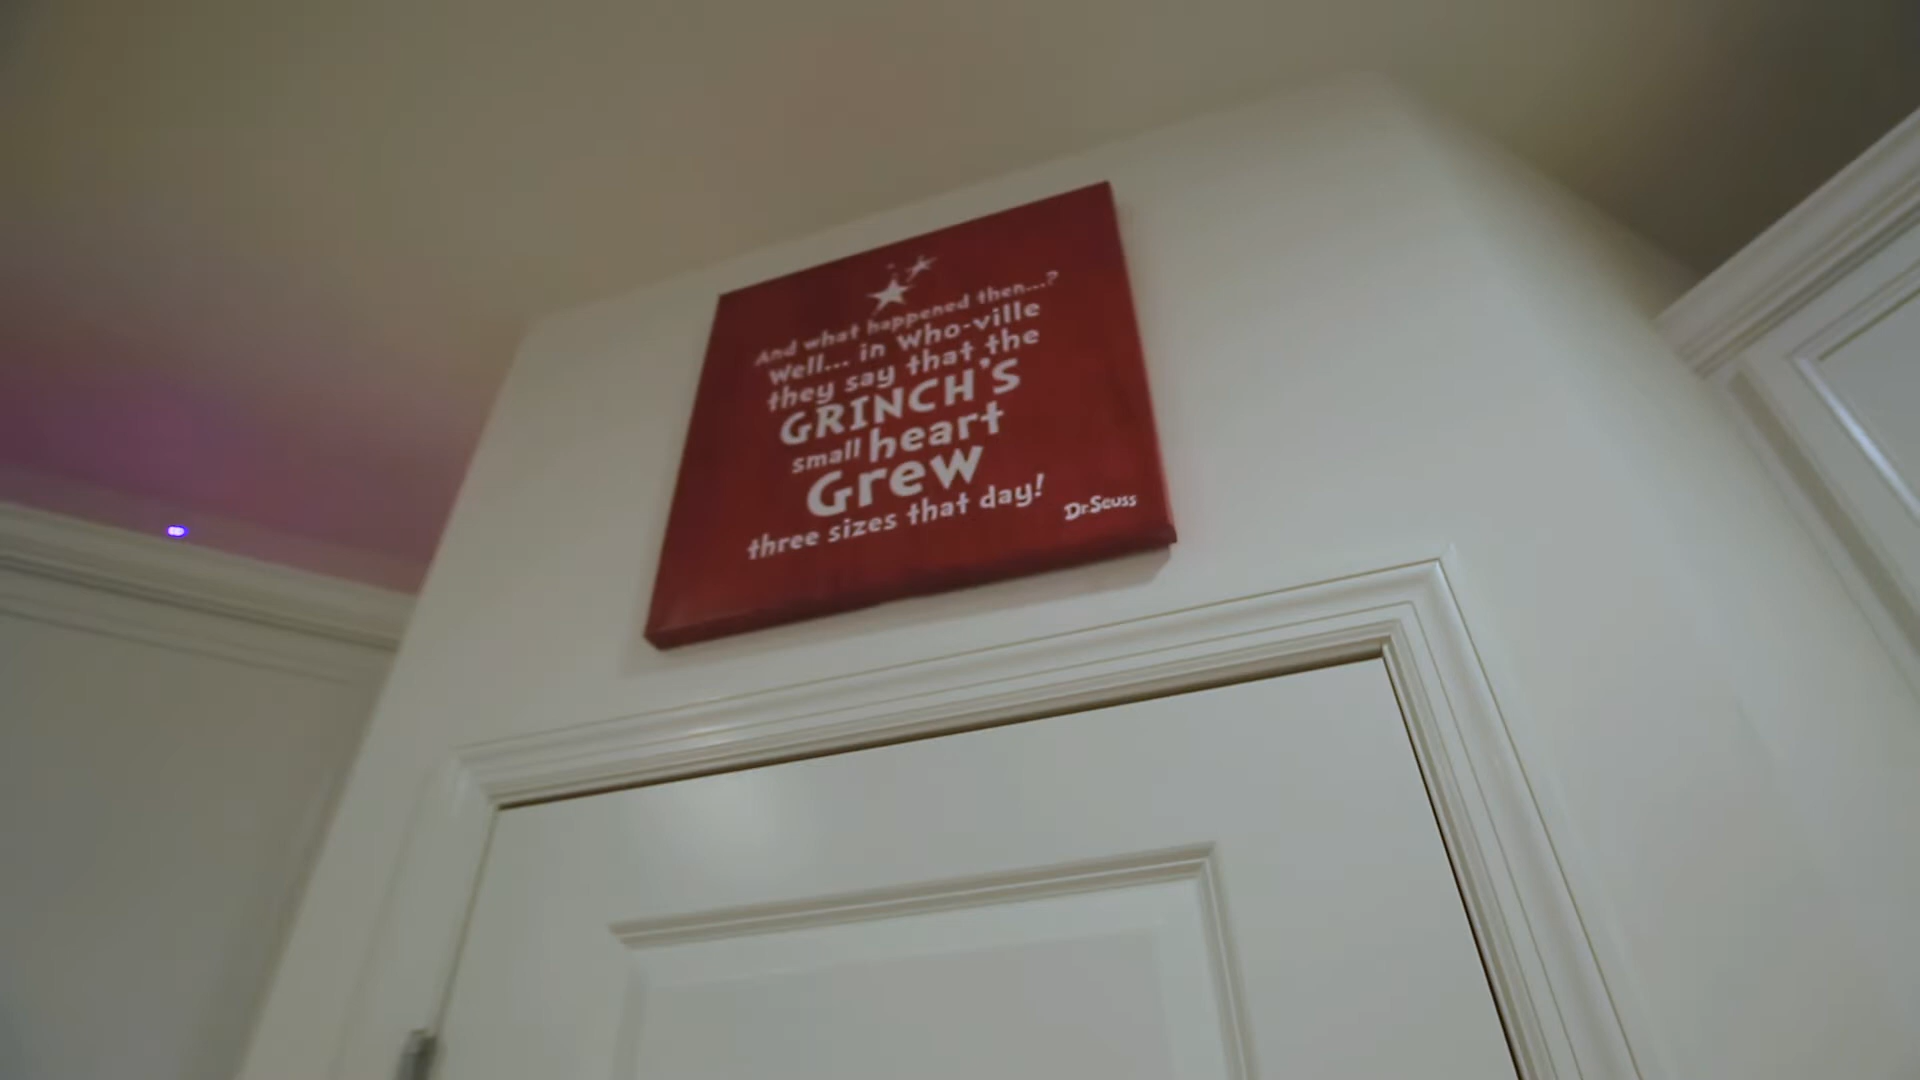 And what happened then...?
Well... in Who-ville
they say that the
GRINCH'S
small heart
Grew
three sizes that day!
Dr.Seuss